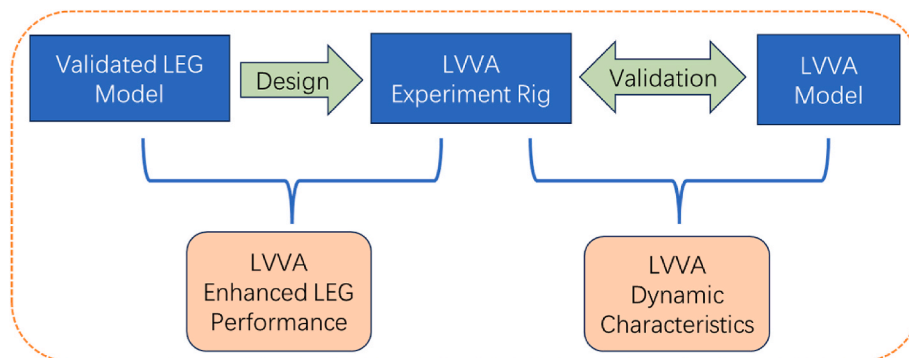 Validated LEG
Model
Design
LVVA
Experiment Rig
Validation
LVVA
Model
LVVA
Enhanced LEG
Performance
LVVA
Dynamic
Characteristics